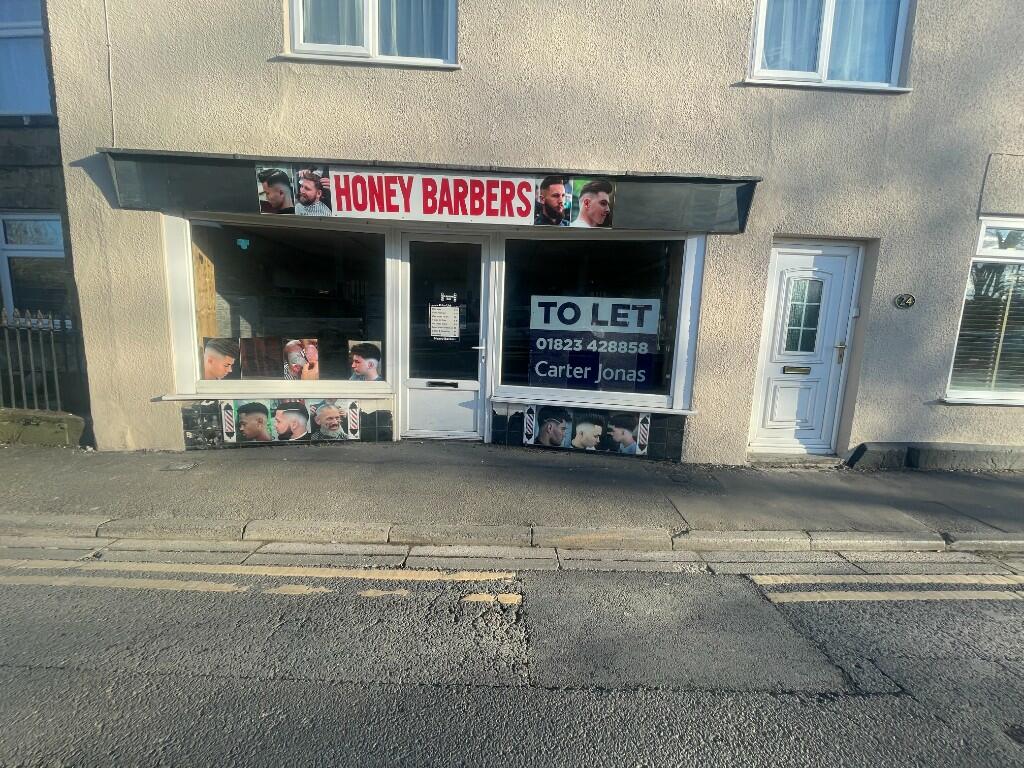 HONEY BARBERS
TO LET
01823 428858
Carter Jonas
24